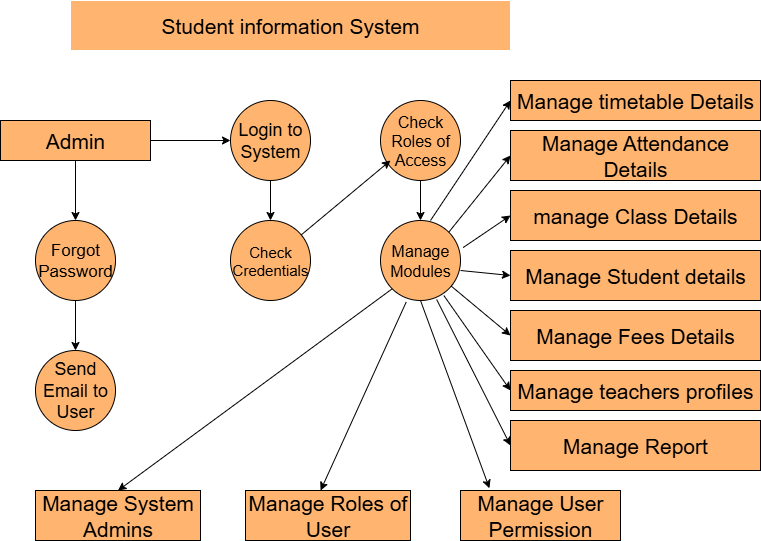 Student information System
Admin
Login to
System
Check
Roles of
Access
Forgot
Password
Check
Credentials
Manage
Modules
Send
Email to
User
Manage timetable Details
Manage Attendance
Details
manage Class Details
Manage Student details
Manage Fees Details
Manage teachers profiles
Manage Report
Manage System
Admins
Manage Roles of
User
Manage User
Permission